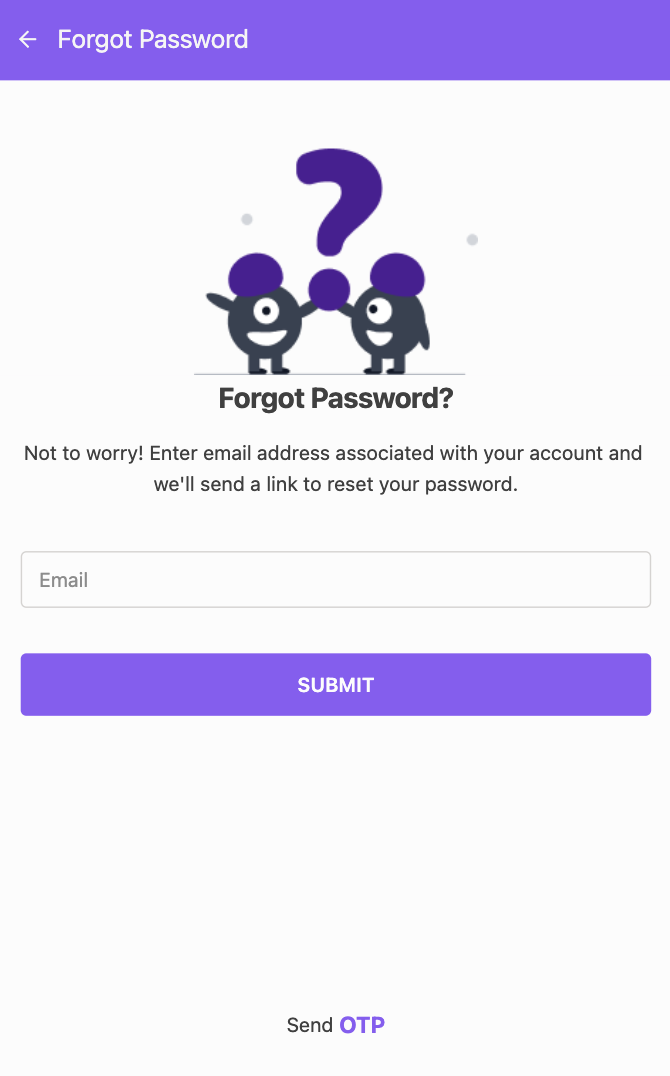 Forgot Password
?
Forgot Password?
Not to worry! Enter email address associated with your account and
we'll send a link to reset your password.
Email
SUBMIT
Send OTP